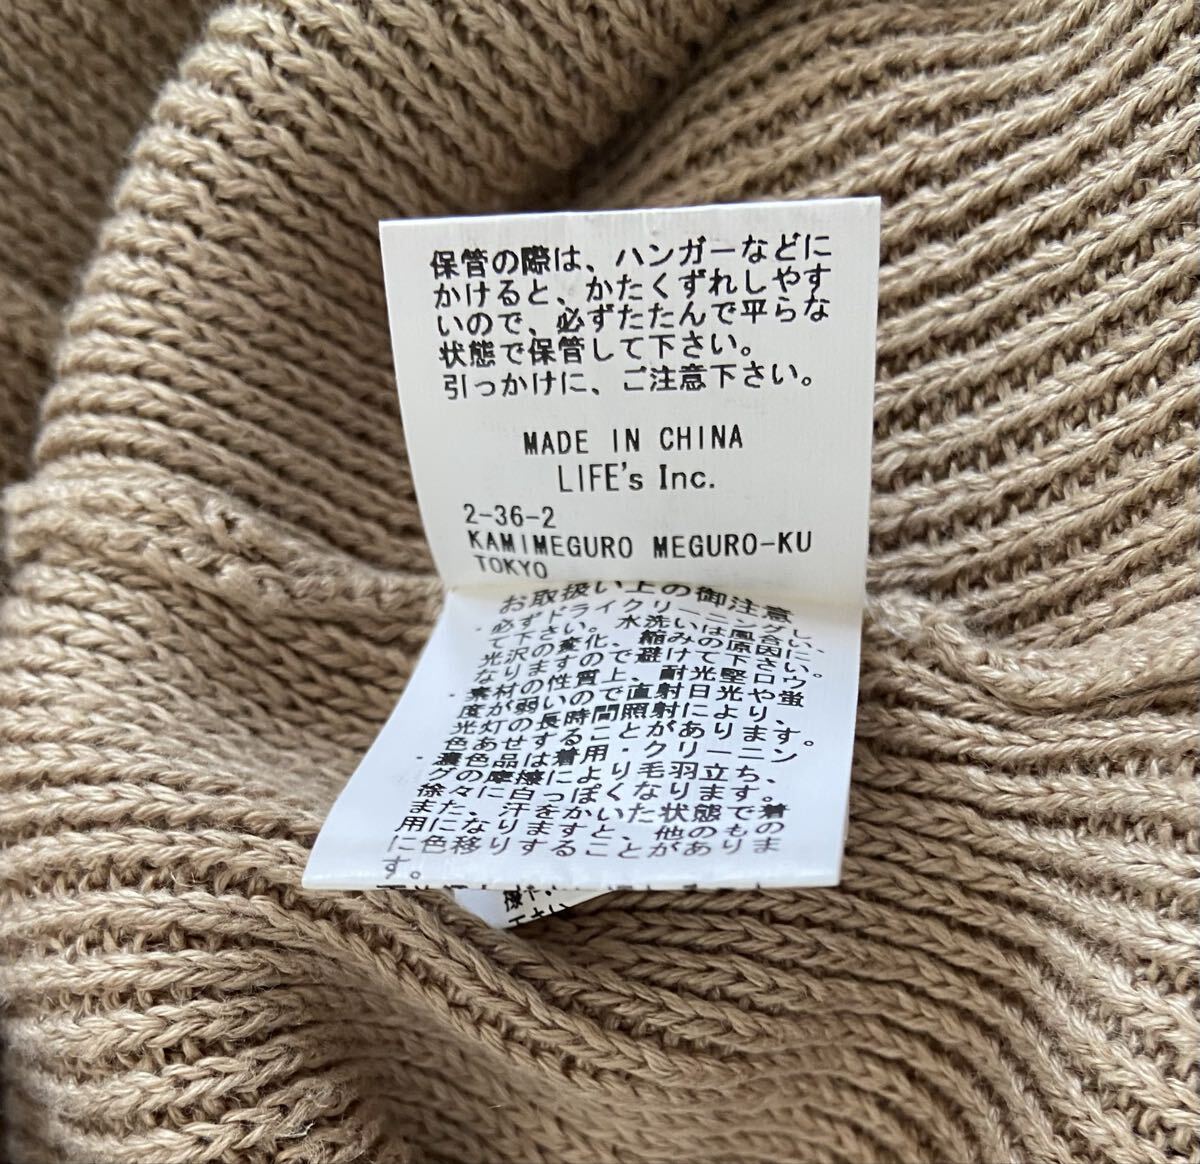 保管の際は、ハンガーなどに
かけると、かたくずれしやす
いので、必ずたたんで平らな
状態で保管して下さい。
引っかけに、ご注意下さい。
MADE IN CHINA
LIFE's Inc.
2-36-2
KAMIMEGURO MEGURO-KU
TOKYO
お取扱い上の御注意
・必ずドライクリーニングし
て下さい。水洗いは風合い、
光沢の変化、縮みの原因に
なりますので避けて下さい。
・素材の性質上、耐光堅ロウ
度が弱いので直射日光や蛍
光灯の長時間照射により、
色あせすることがあります。
・濃色品は着用・クリーニン
グの摩擦により毛羽立ち、
徐々に白っぽくなります。
また、汗をかいた状態で着
用になりますと、他のもの
に色移りすることがありま
す。
下さい